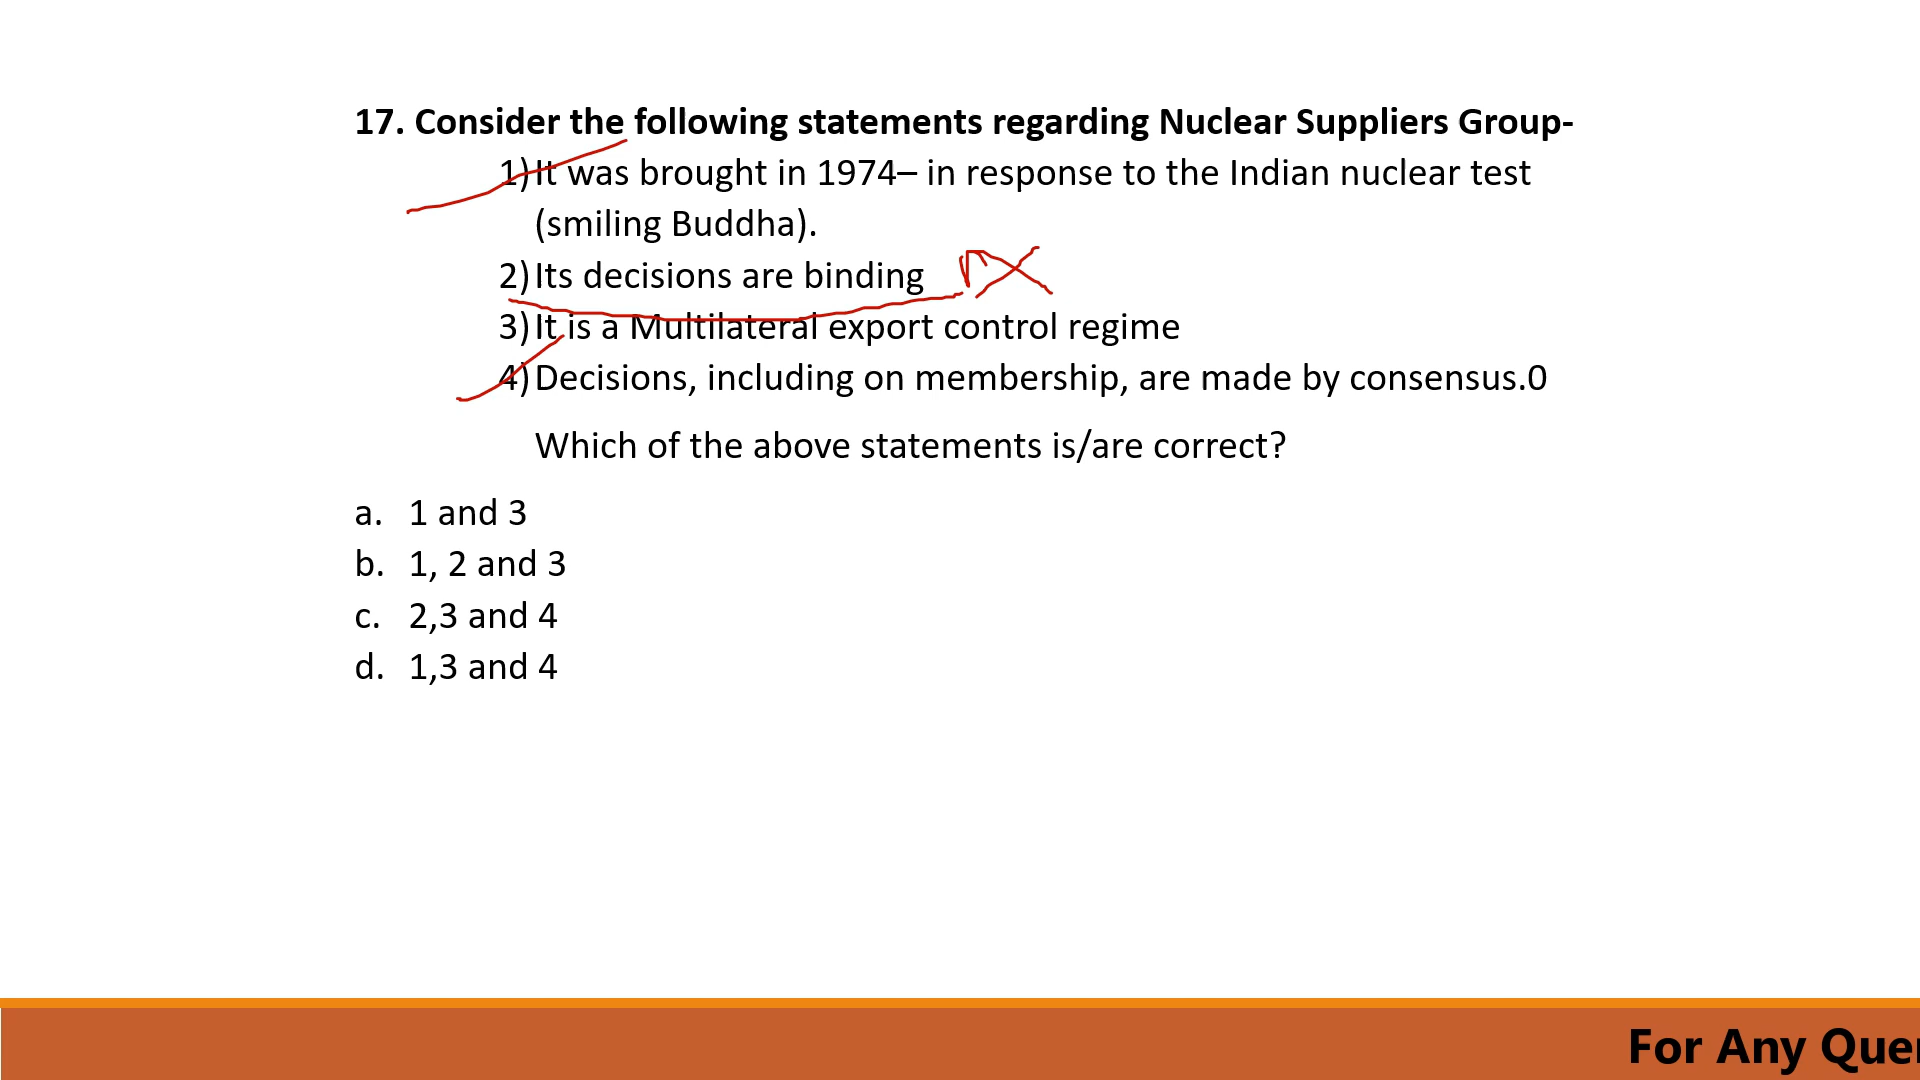 17. Consider the following statements regarding Nuclear Suppliers Group-
1) It was brought in 1974– in response to the Indian nuclear test
(smiling Buddha).
2) Its decisions are binding
3) It is a Multilateral export control regime
4) Decisions, including on membership, are made by consensus.0
Which of the above statements is/are correct?
a. 1 and 3
b. 1, 2 and 3
c. 2,3 and 4
d. 1,3 and 4
For Any Quer